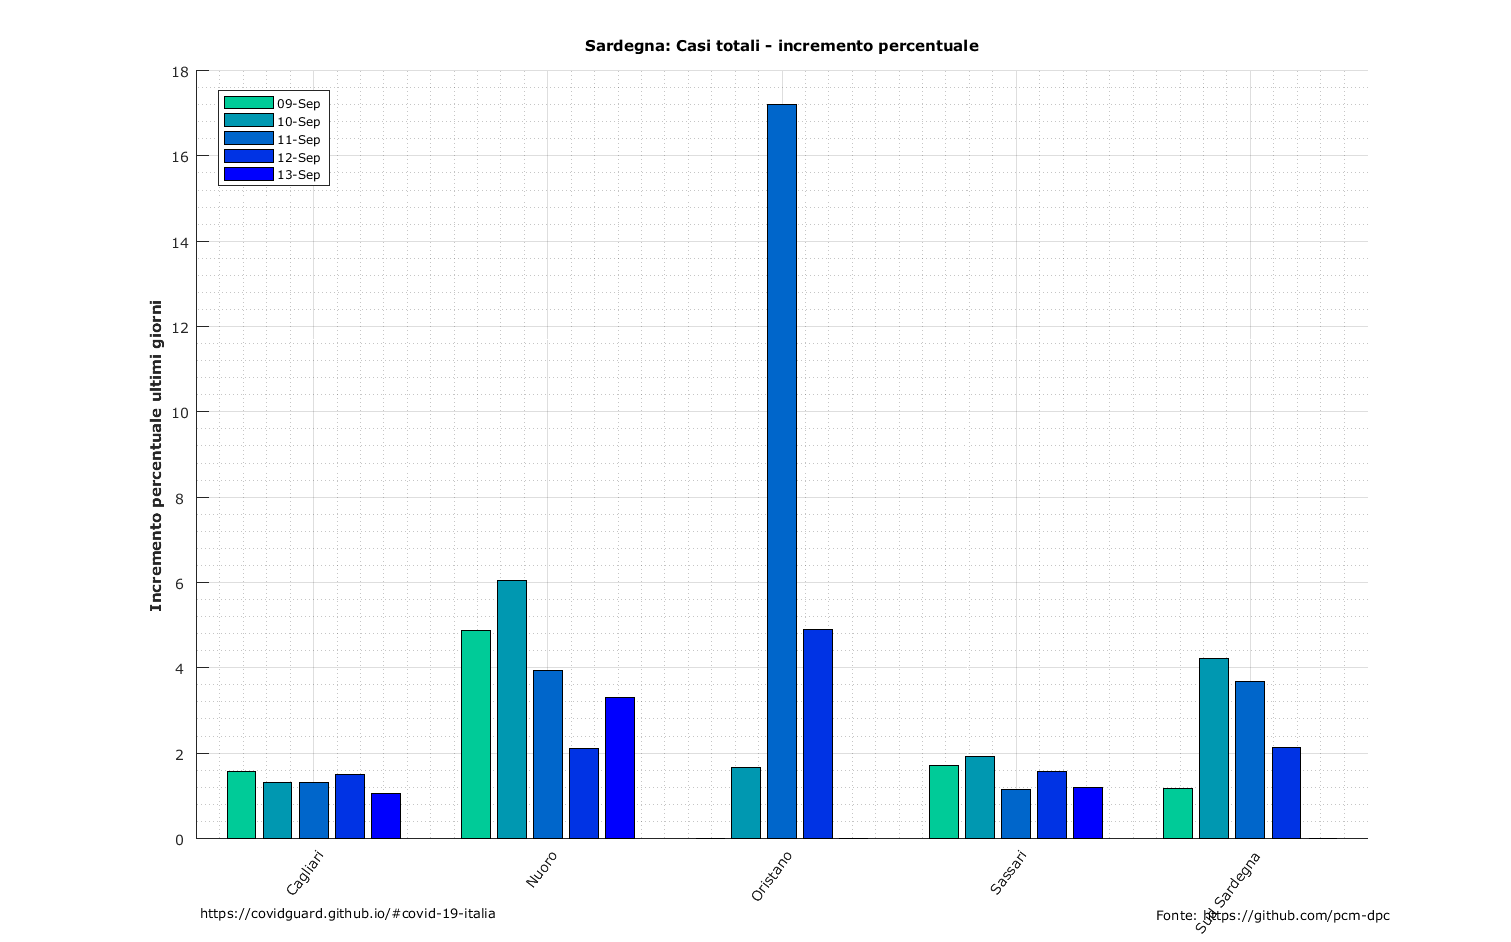 Sardegna: Casi totali - incremento percentuale
Incremento percentuale ultimi giorni
18
16
14
12
10
8
6
4
2
0
09-Sep
10-Sep
11-Sep
12-Sep
13-Sep
Cagliari
Nuoro
Oristano
Sassari
Sud Sardegna
https://covidguard.github.io/#covid-19-italia
Fonte: https://github.com/pcm-dpc